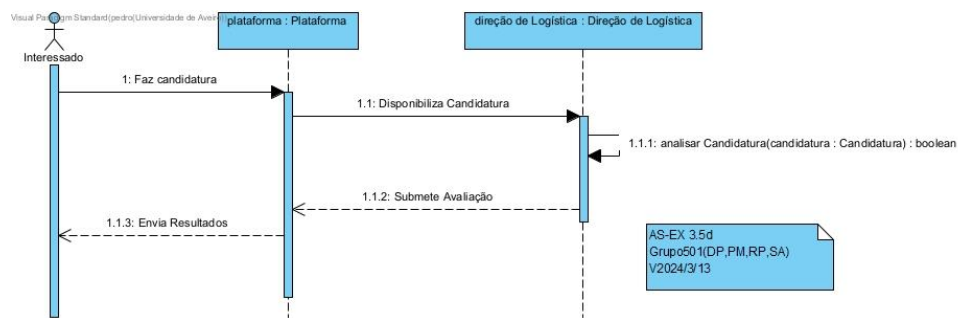 Visual Paradigm Standard(pedro(Universidade de Aveiro))
plataforma : Plataforma
direção de Logística : Direção de Logística
Interessado
1: Faz candidatura
1.1: Disponibiliza Candidatura
1.1.1: analisar Candidatura(candidatura : Candidatura) : boolean
1.1.2: Submete Avaliação
1.1.3: Envia Resultados
AS-EX 3.5d
Grupo501(DP,PM,RP,SA)
V2024/3/13